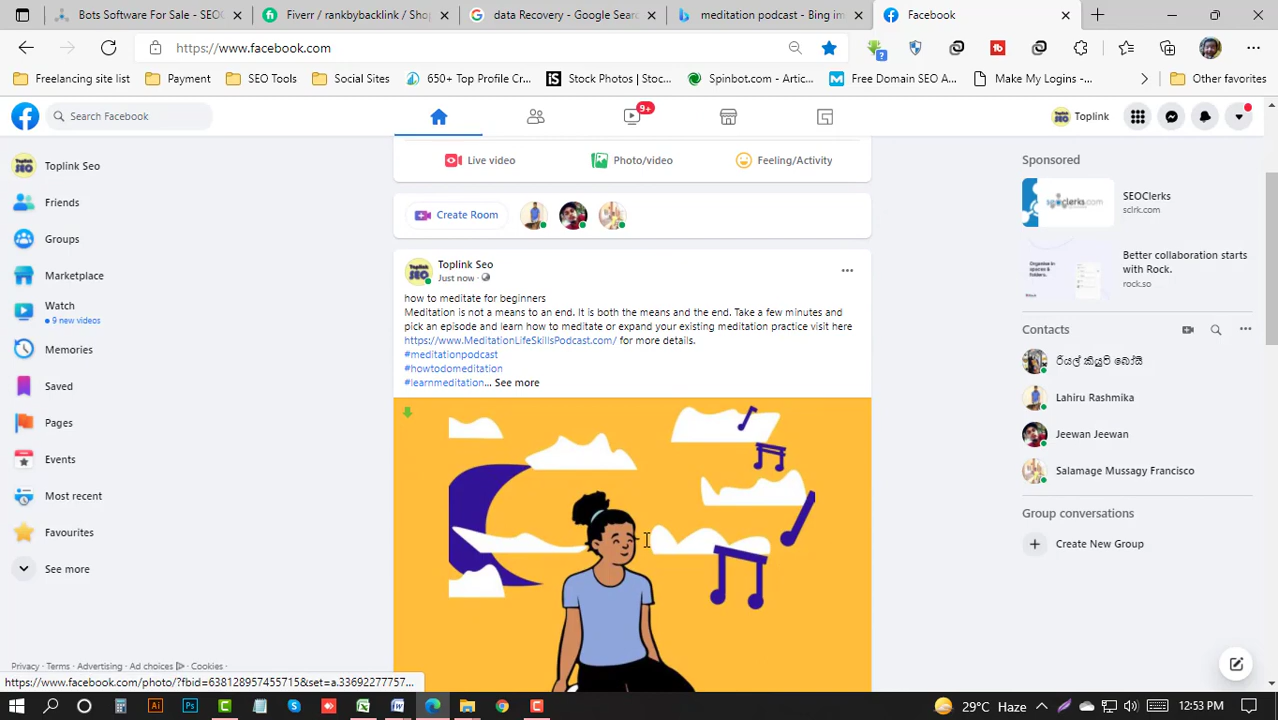 Bots Software For Sale - SEOC
Fiverr / rankbybacklink / Shop
data Recovery - Google Searc
meditation podcast - Bing im
Facebook
https://www.facebook.com
Freelancing site list
Payment
SEO Tools
Social Sites
650+ Top Profile Cr...
Stock Photos | Stoc...
Spinbot.com - Artic...
Free Domain SEO A...
Make My Logins -...
Other favorites
Search Facebook
9+
Toplink
Toplink Seo
Friends
Groups
Marketplace
Watch
9 new videos
Memories
Saved
Pages
Events
Most recent
Favourites
See more
Privacy · Terms · Advertising · Ad choices · Cookies ·
https://www.facebook.com/photo/?fbid=638128957455715&set=a.33692277757...
Live video
Photo/video
Feeling/Activity
Create Room
Toplink Seo
Just now ·
how to meditate for beginners
Meditation is not a means to an end. It is both the means and the end. Take a few minutes and
pick an episode and learn how to meditate or expand your existing meditation practice visit here
https://www.MeditationLifeSkillsPodcast.com/ for more details.
#meditationpodcast
#howtodomeditation
#learnmeditation... See more
Sponsored
SEOClerks
sclrk.com
Better collaboration starts
with Rock.
rock.so
Contacts
රියල් කියුට් බෝයි
Lahiru Rashmika
Jeewan Jeewan
Salamage Mussagy Francisco
Group conversations
Create New Group
29°C Haze
12:53 PM